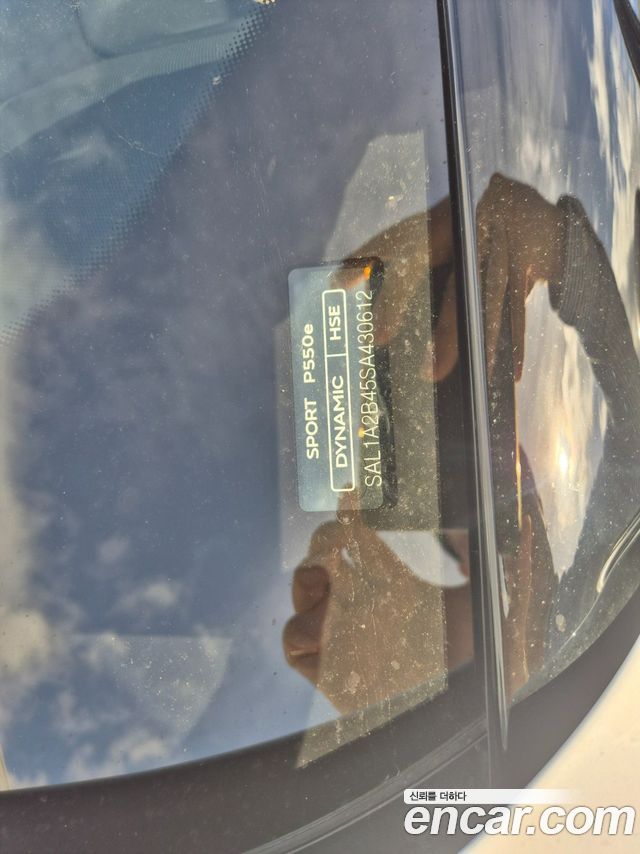 SPORT P550e
DYNAMIC HSE
SAL1A2B45SA430612
신뢰를 더하다
encar.com